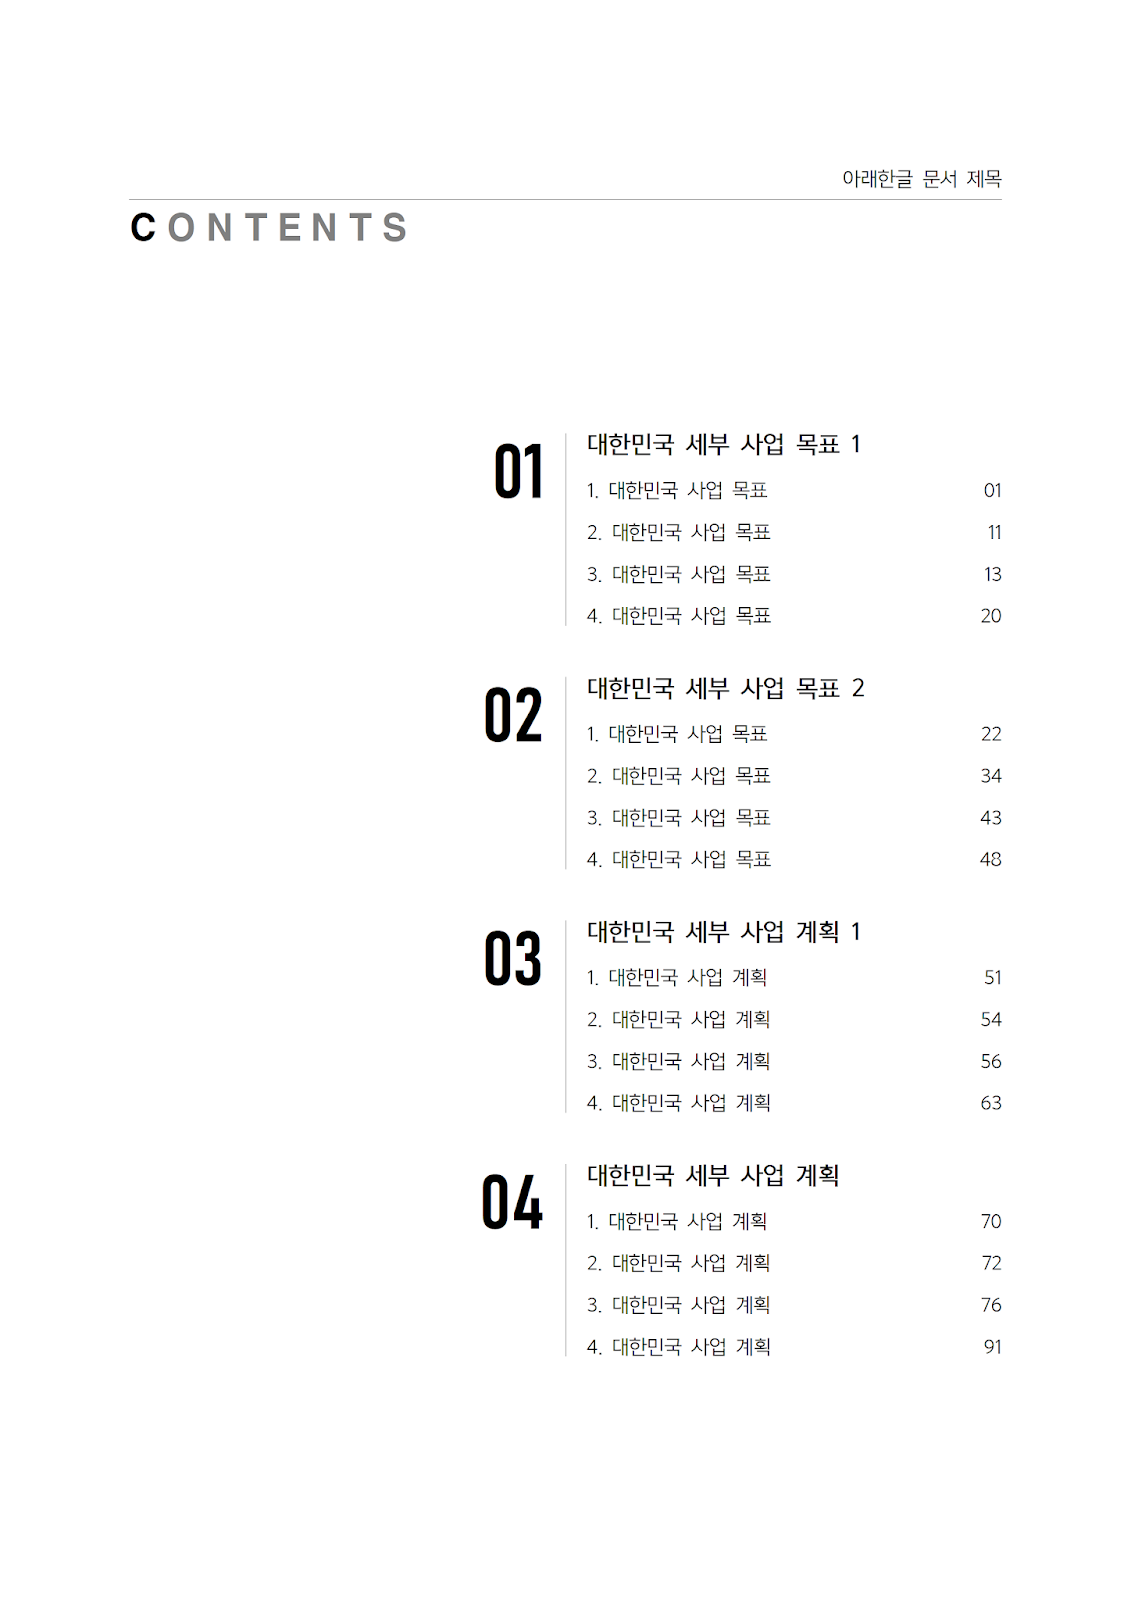 아래한글 문서 제목
CONTENTS
01
대한민국 세부 사업 목표 1
1. 대한민국 사업 목표 01
2. 대한민국 사업 목표 11
3. 대한민국 사업 목표 13
4. 대한민국 사업 목표 20
02
대한민국 세부 사업 목표 2
1. 대한민국 사업 목표 22
2. 대한민국 사업 목표 34
3. 대한민국 사업 목표 43
4. 대한민국 사업 목표 48
03
대한민국 세부 사업 계획 1
1. 대한민국 사업 계획 51
2. 대한민국 사업 계획 54
3. 대한민국 사업 계획 56
4. 대한민국 사업 계획 63
04
대한민국 세부 사업 계획
1. 대한민국 사업 계획 70
2. 대한민국 사업 계획 72
3. 대한민국 사업 계획 76
4. 대한민국 사업 계획 91